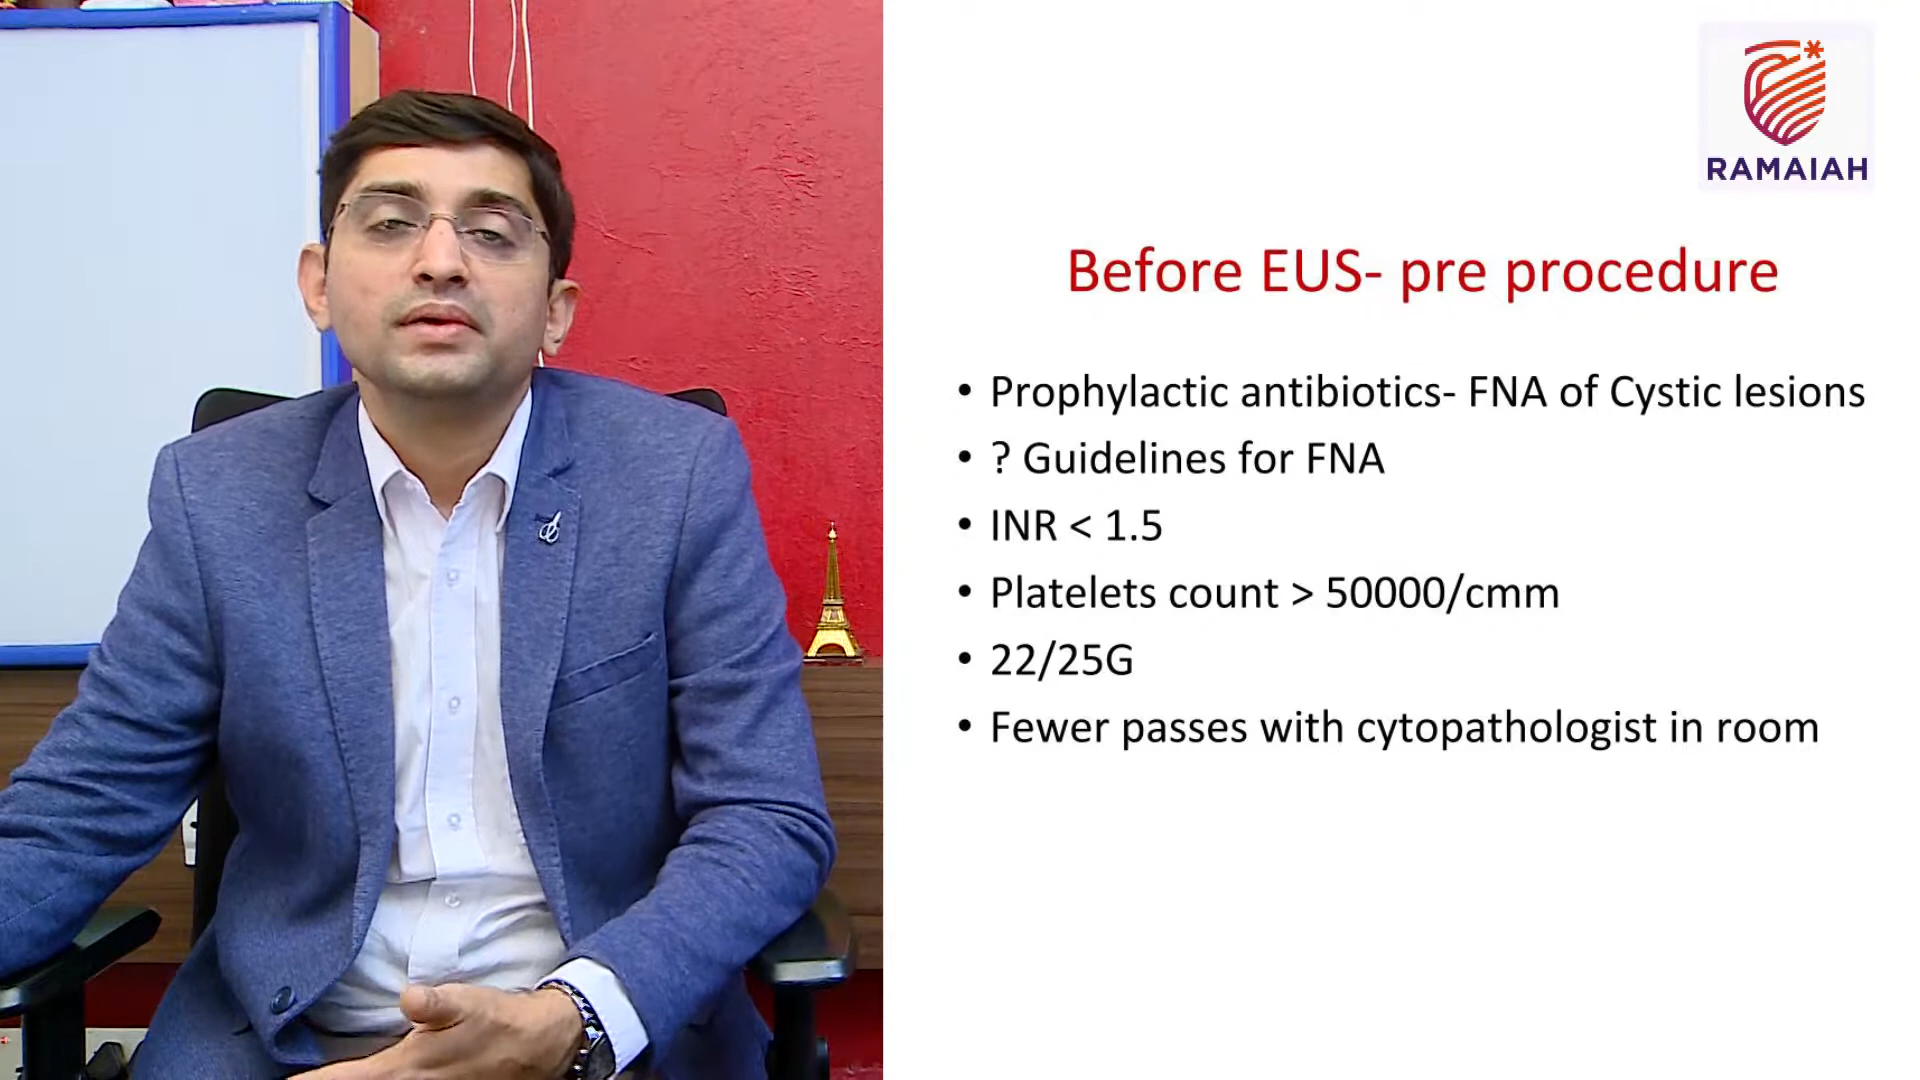 RAMAIAH
Before EUS- pre procedure
• Prophylactic antibiotics- FNA of Cystic lesions
• ? Guidelines for FNA
• INR < 1.5
• Platelets count > 50000/cmm
• 22/25G
• Fewer passes with cytopathologist in room